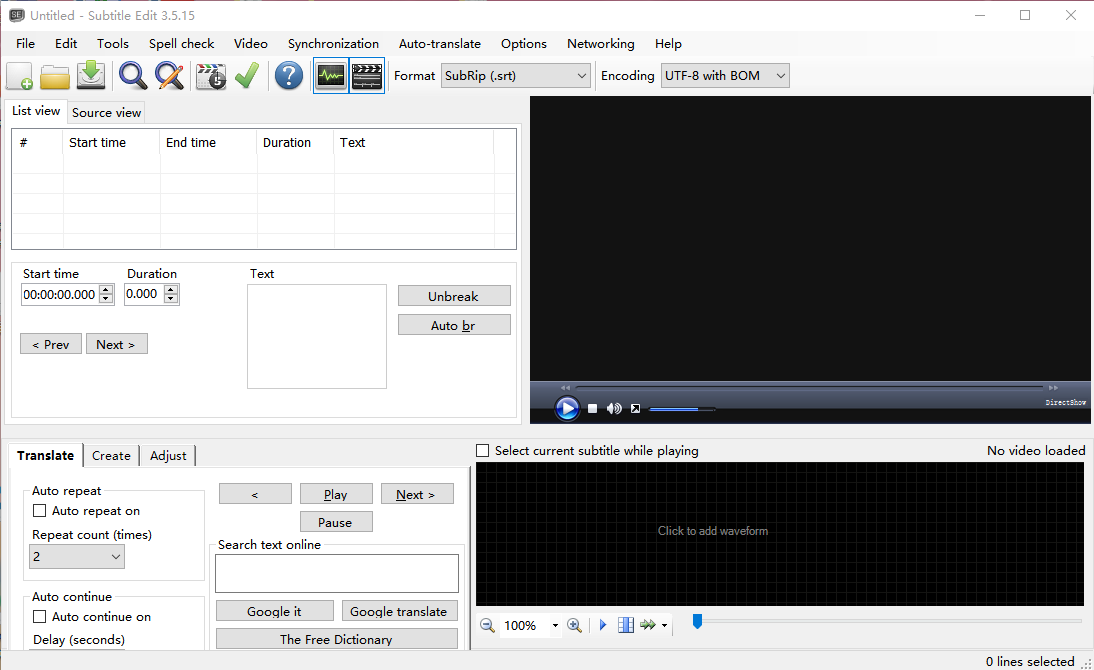 Untitled - Subtitle Edit 3.5.15
File Edit Tools Spell check Video Synchronization Auto-translate Options Networking Help
Format SubRip (.srt) Encoding UTF-8 with BOM
List view Source view
# Start time End time Duration Text
Start time Duration Text
00:00:00.000 0.000
Unbreak
Auto br
< Prev Next >
DirectShow
Translate Create Adjust
Select current subtitle while playing No video loaded
Auto repeat
Auto repeat on
Repeat count (times)
2
Auto continue
Auto continue on
Delay (seconds)
< Play Next >
Pause
Search text online
Google it Google translate
The Free Dictionary
Click to add waveform
100%
0 lines selected